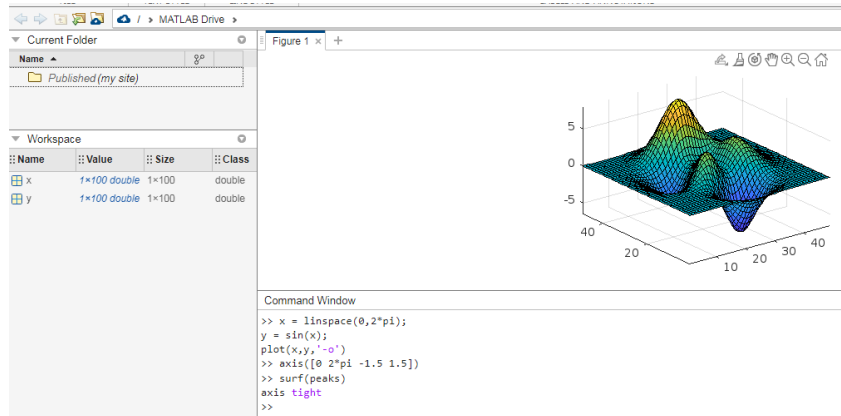 / › MATLAB Drive ›
Current Folder
Name
Published (my site)
Workspace
Name Value Size Class
x 1×100 double 1×100 double
y 1×100 double 1×100 double
Figure 1 × +
5
0
-5
40
20
10
20
30
40
Command Window
>> x = linspace(0,2*pi);
y = sin(x);
plot(x,y,'-o')
>> axis([0 2*pi -1.5 1.5])
>> surf(peaks)
axis tight
>>